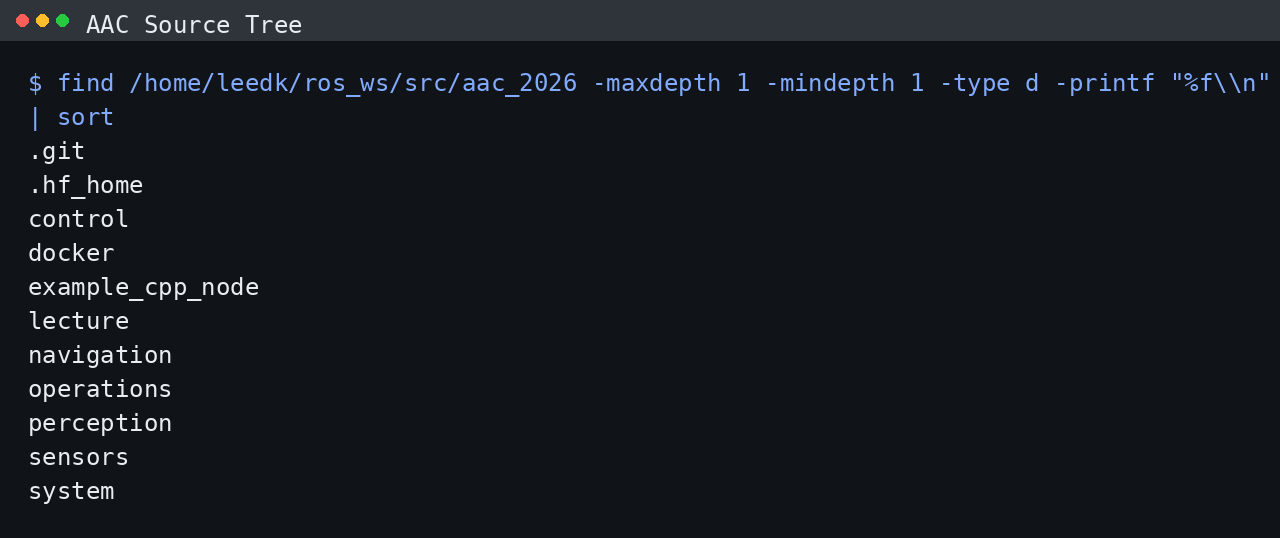 AAC Source Tree
$ find /home/leedk/ros_ws/src/aac_2026 -maxdepth 1 -mindepth 1 -type d -printf "%f\\n"
| sort
.git
.hf_home
control
docker
example_cpp_node
lecture
navigation
operations
perception
sensors
system